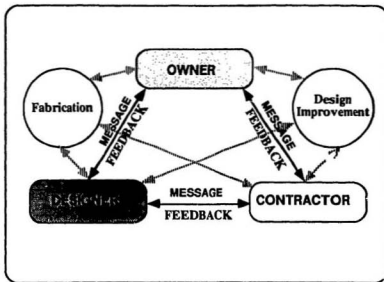 OWNER
Fabrication
Design
Improvement
MESSAGE
FEEDBACK
MESSAGE
FEEDBACK
DESIGNER
MESSAGE
FEEDBACK
CONTRACTOR